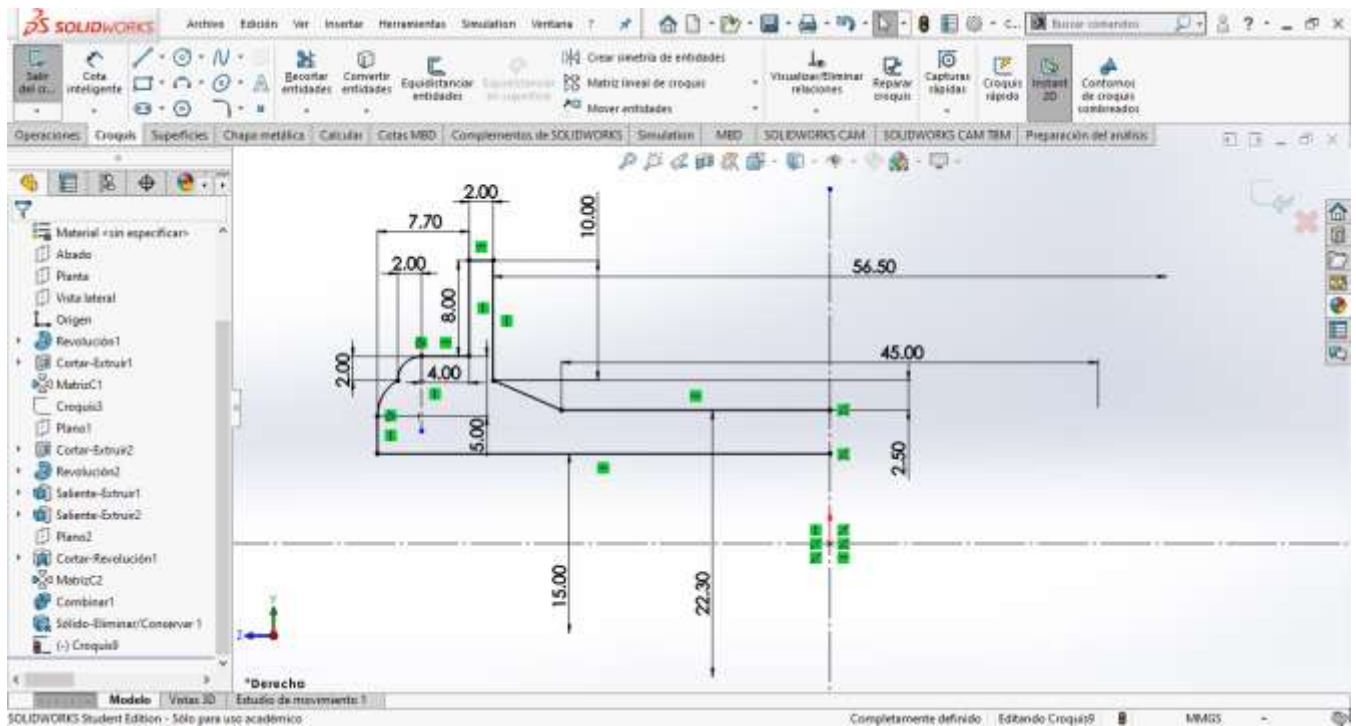 SOLIDWORKS
Archivo Edición Ver Insertar Herramientas Simulation Ventana ?
Buscar comandos
Salir del cr...
Cota inteligente
Recortar entidades
Convertir entidades
Equidistanciar entidades
Crear simetría de entidades
Matriz lineal de croquis
Mover entidades
Visualizar/Eliminar relaciones
Reparar croquis
Capturas rápidas
Croquis rápido
Instant 2D
Contornos de croquis sombreados
Operaciones Croquis Superficies Chapa metálica Calcular Cotas MBD Complementos de SOLIDWORKS Simulation MBD SOLIDWORKS CAM SOLIDWORKS CAM TBM Preparación del análisis
Material <sin especificar>
Alzado
Planta
Vista lateral
Origen
Revolución1
Cortar-Extruir1
MatrizC1
Croquis3
Plano1
Cortar-Extruir2
Revolución2
Saliente-Extruir1
Saliente-Extruir2
Plano2
Cortar-Revolución1
MatrizC2
Combinar1
Sólido-Eliminar/Conservar 1
(-) Croquis9
2.00
7.70
10.00
2.00
56.50
8.00
45.00
2.00
4.00
5.00
2.50
15.00
22.30
Y
Z
*Derecha
Modelo Vistas 3D Estudio de movimiento 1
SOLIDWORKS Student Edition - Sólo para uso académico
Completamente definido Editando Croquis9 MMGS